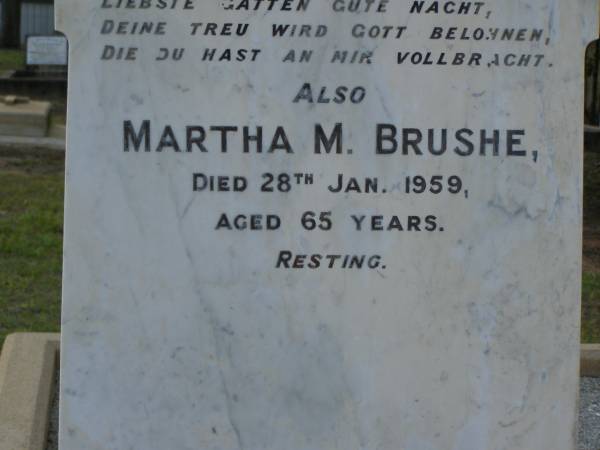 LIEBSTE GATTEN GUTE NACHT,
DEINE TREU WIRD GOTT BELOHNEN,
DIE DU HAST AN MIR VOLLBRACHT.
ALSO
MARTHA M. BRUSHE,
DIED 28TH JAN. 1959,
AGED 65 YEARS.
RESTING.